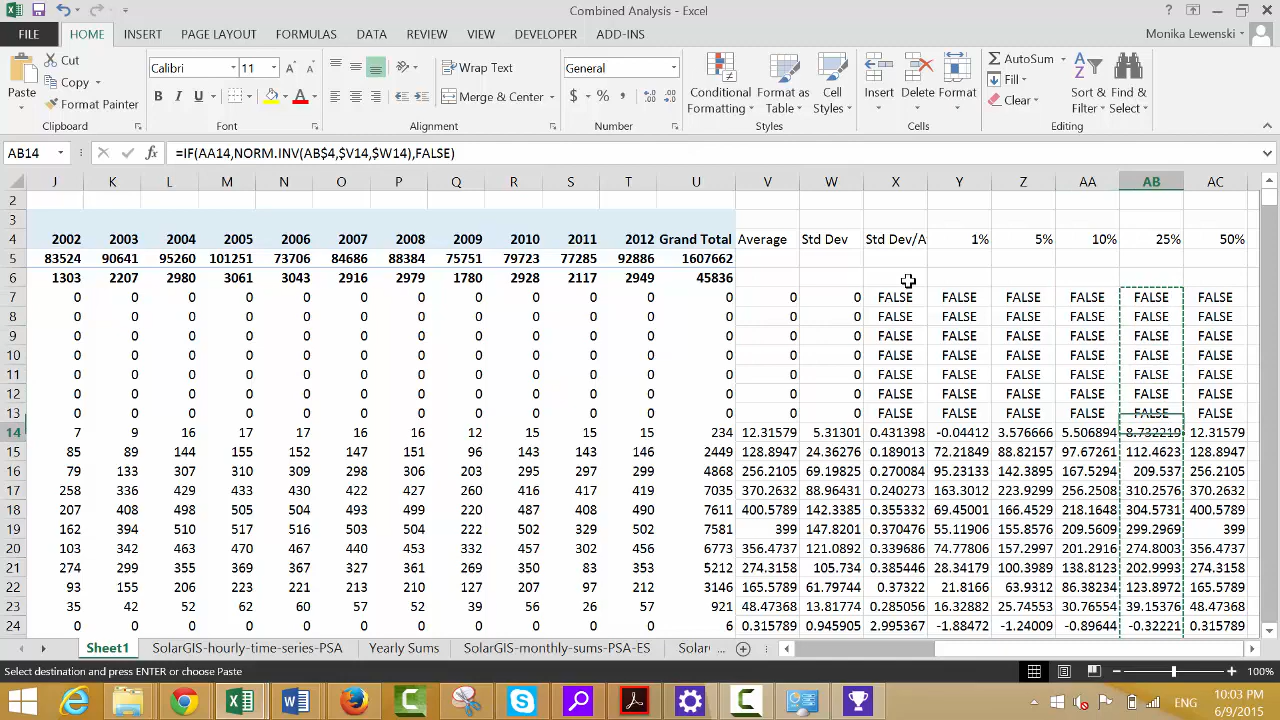 Combined Analysis - Excel
FILE HOME INSERT PAGE LAYOUT FORMULAS DATA REVIEW VIEW DEVELOPER ADD-INS Monika Lewenski
Paste Cut Copy Format Painter Clipboard
Calibri 11 B I U A Font
Wrap Text Merge & Center Alignment
General $ % , Number
Conditional Formatting Format as Table Cell Styles Styles
Insert Delete Format Cells
AutoSum Fill Clear Sort & Filter Find & Select Editing
AB14 =IF(AA14,NORM.INV(AB$4,$V14,$W14),FALSE)
J K L M N O P Q R S T U V W X Y Z AA AB AC
2
3
4 2002 2003 2004 2005 2006 2007 2008 2009 2010 2011 2012 Grand Total Average Std Dev Std Dev/A 1% 5% 10% 25% 50%
5 83524 90641 95260 101251 73706 84686 88384 75751 79723 77285 92886 1607662
6 1303 2207 2980 3061 3043 2916 2979 1780 2928 2117 2949 45836
7 0 0 0 0 0 0 0 0 0 0 0 0 0 0 FALSE FALSE FALSE FALSE FALSE FALSE
8 0 0 0 0 0 0 0 0 0 0 0 0 0 0 FALSE FALSE FALSE FALSE FALSE FALSE
9 0 0 0 0 0 0 0 0 0 0 0 0 0 0 FALSE FALSE FALSE FALSE FALSE FALSE
10 0 0 0 0 0 0 0 0 0 0 0 0 0 0 FALSE FALSE FALSE FALSE FALSE FALSE
11 0 0 0 0 0 0 0 0 0 0 0 0 0 0 FALSE FALSE FALSE FALSE FALSE FALSE
12 0 0 0 0 0 0 0 0 0 0 0 0 0 0 FALSE FALSE FALSE FALSE FALSE FALSE
13 0 0 0 0 0 0 0 0 0 0 0 0 0 0 FALSE FALSE FALSE FALSE FALSE FALSE
14 7 9 16 17 17 16 16 12 15 15 15 234 12.31579 5.31301 0.431398 -0.04412 3.576666 5.506894 8.732219 12.31579
15 85 89 144 155 152 147 151 96 143 143 146 2449 128.8947 24.36276 0.189013 72.21849 88.82157 97.67261 112.4623 128.8947
16 79 133 307 310 309 298 306 203 295 297 299 4868 256.2105 69.19825 0.270084 95.23133 142.3895 167.5294 209.537 256.2105
17 258 336 429 433 430 422 427 260 416 417 419 7035 370.2632 88.96431 0.240273 163.3012 223.9299 256.2508 310.2576 370.2632
18 207 408 498 505 504 493 499 220 487 408 490 7611 400.5789 142.3385 0.355332 69.45001 166.4529 218.1648 304.5731 400.5789
19 162 394 510 517 516 503 504 222 502 329 502 7581 399 147.8201 0.370476 55.11906 155.8576 209.5609 299.2969 399
20 103 342 463 470 467 440 453 332 457 302 456 6773 356.4737 121.0892 0.339686 74.77806 157.2997 201.2916 274.8003 356.4737
21 274 299 355 369 367 327 361 269 350 83 353 5212 274.3158 105.734 0.385446 28.34179 100.3989 138.8123 202.9993 274.3158
22 93 155 206 223 221 213 210 127 207 97 212 3146 165.5789 61.79744 0.37322 21.8166 63.9312 86.38234 123.8972 165.5789
23 35 42 52 62 60 57 52 39 56 26 57 921 48.47368 13.81774 0.285056 16.32882 25.74553 30.76554 39.15376 48.47368
24 0 0 0 0 0 0 0 0 0 0 0 6 0.315789 0.945905 2.995367 -1.88472 -1.24009 -0.89644 -0.32221 0.315789
Sheet1 SolarGIS-hourly-time-series-PSA Yearly Sums SolarGIS-monthly-sums-PSA-ES Solar ...
Select destination and press ENTER or choose Paste 100%
ENG 10:03 PM
6/9/2015